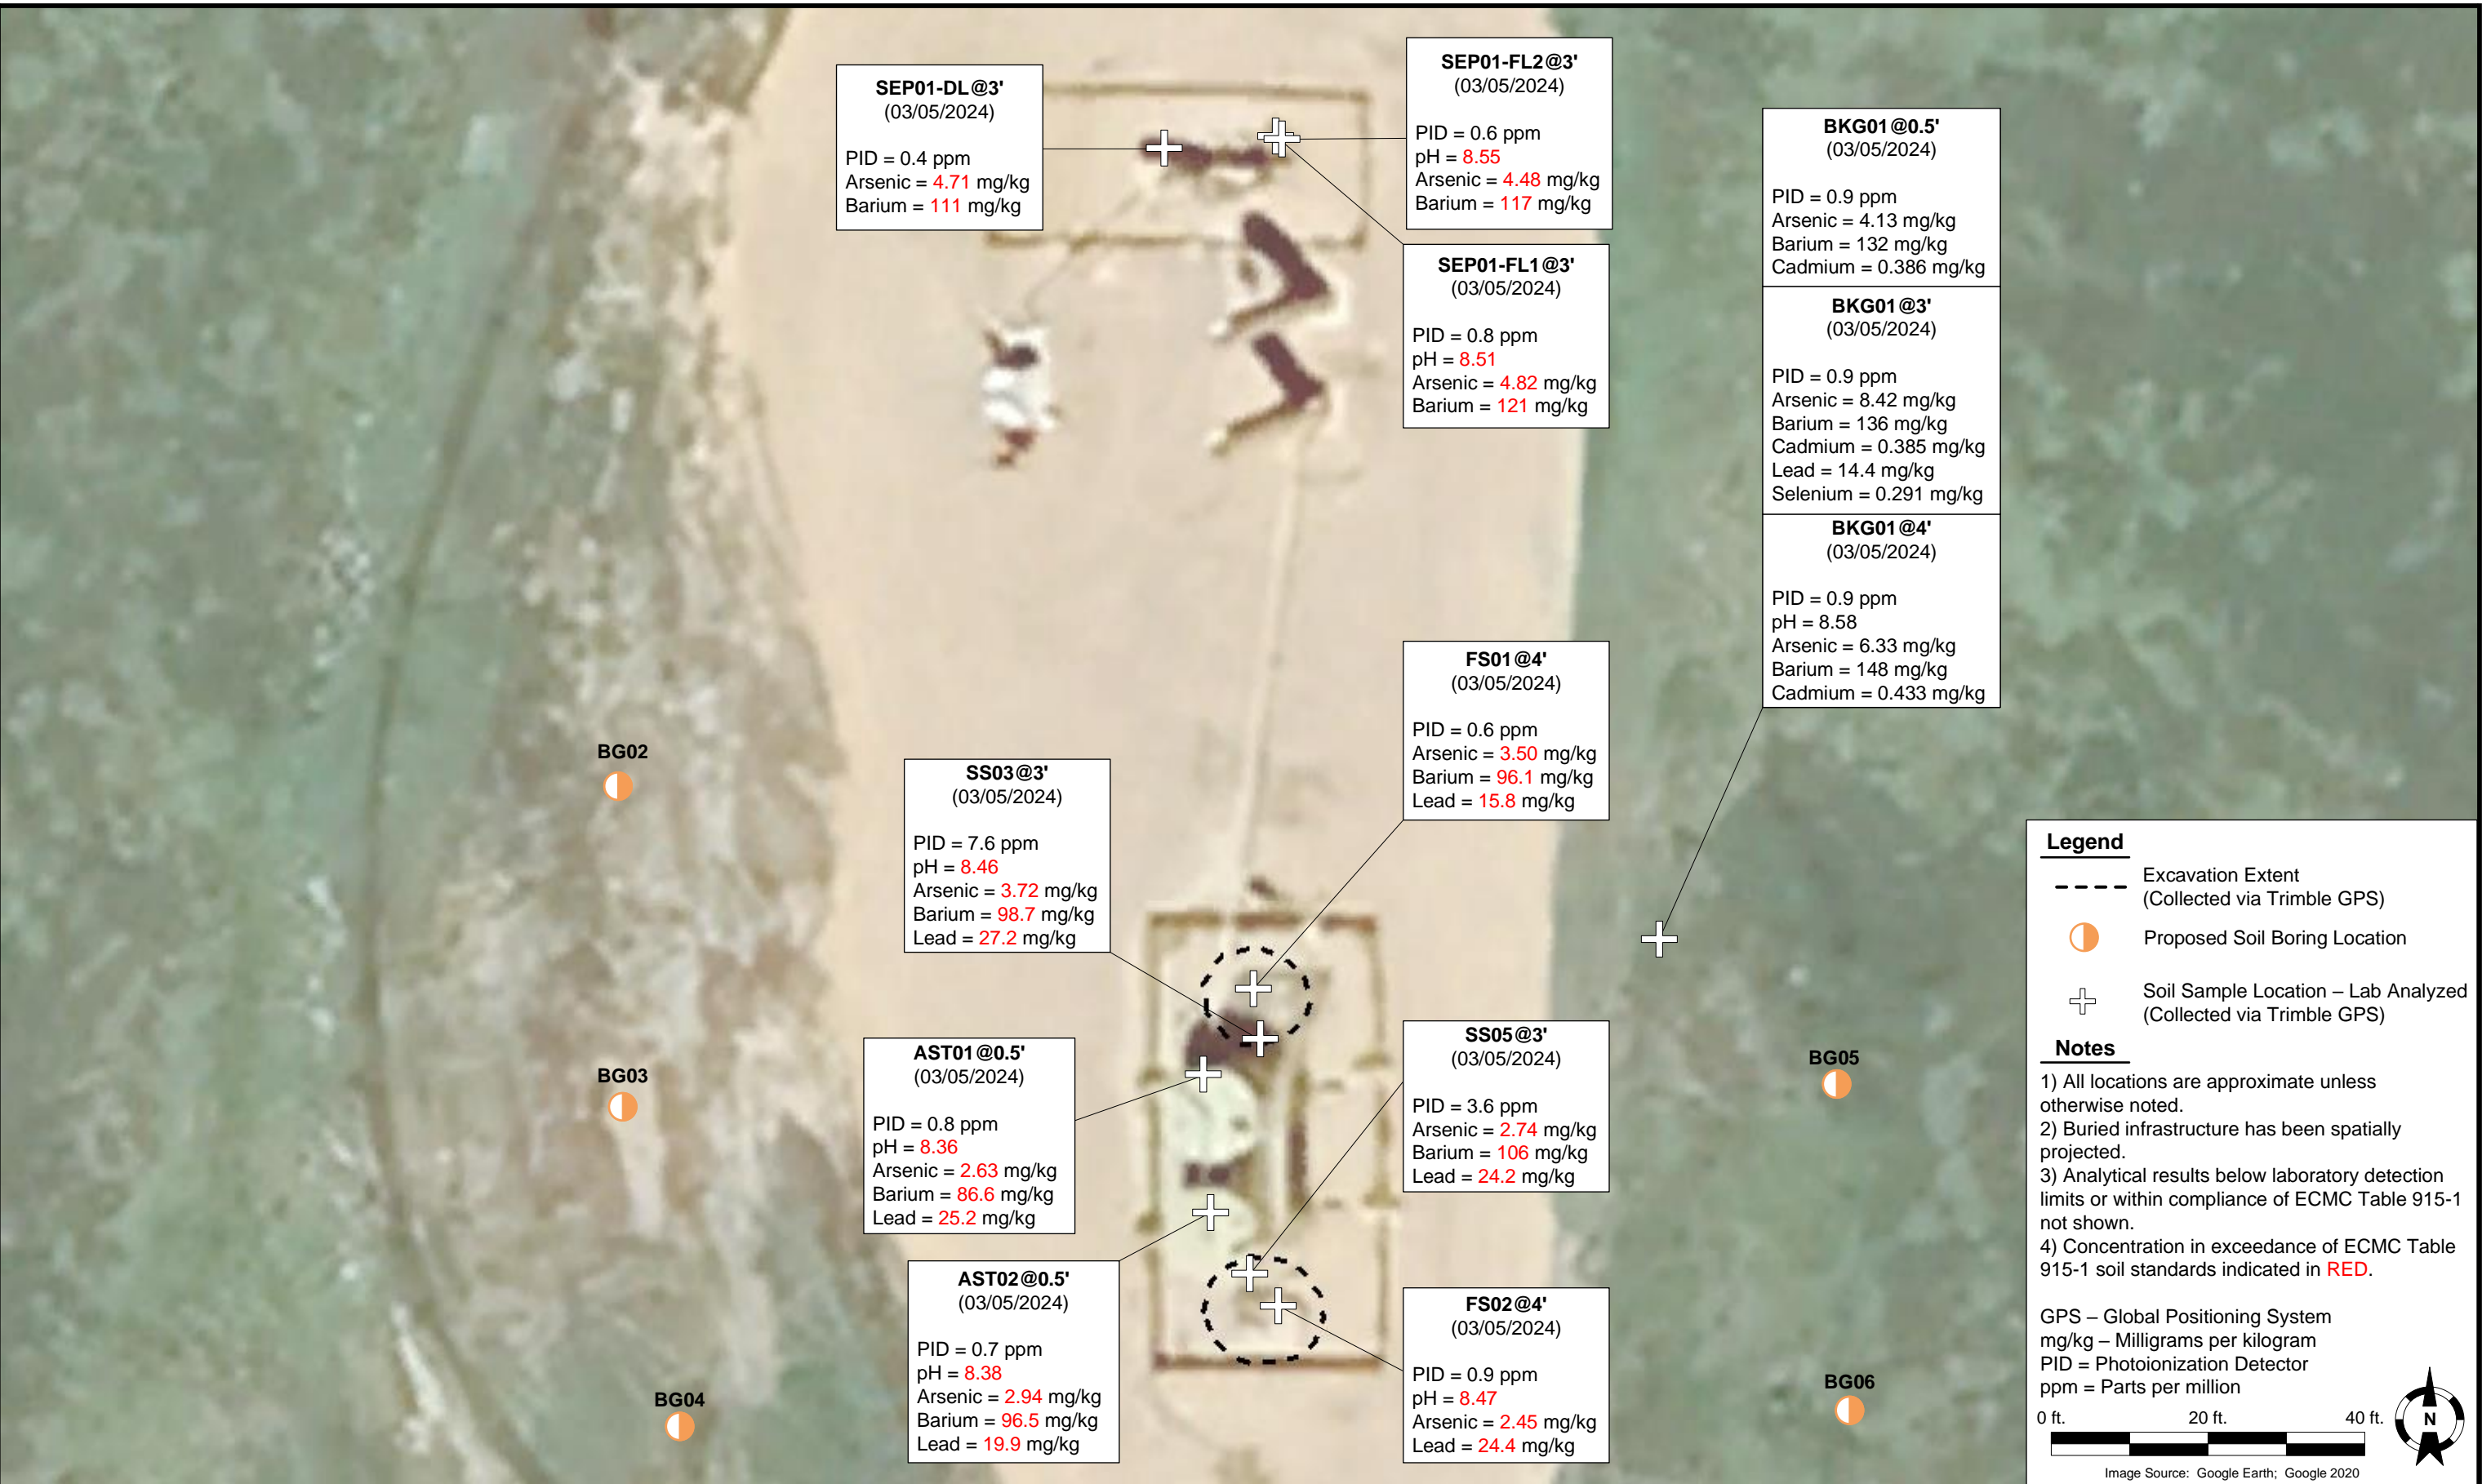 SEP01-DL@3'
(03/05/2024)
PID = 0.4 ppm
Arsenic = 4.71 mg/kg
Barium = 111 mg/kg
SEP01-FL2@3'
(03/05/2024)
PID = 0.6 ppm
pH = 8.55
Arsenic = 4.48 mg/kg
Barium = 117 mg/kg
SEP01-FL1@3'
(03/05/2024)
PID = 0.8 ppm
pH = 8.51
Arsenic = 4.82 mg/kg
Barium = 121 mg/kg
BKG01@0.5'
(03/05/2024)
PID = 0.9 ppm
Arsenic = 4.13 mg/kg
Barium = 132 mg/kg
Cadmium = 0.386 mg/kg
BKG01@3'
(03/05/2024)
PID = 0.9 ppm
Arsenic = 8.42 mg/kg
Barium = 136 mg/kg
Cadmium = 0.385 mg/kg
Lead = 14.4 mg/kg
Selenium = 0.291 mg/kg
BKG01@4'
(03/05/2024)
PID = 0.9 ppm
pH = 8.58
Arsenic = 6.33 mg/kg
Barium = 148 mg/kg
Cadmium = 0.433 mg/kg
FS01@4'
(03/05/2024)
PID = 0.6 ppm
Arsenic = 3.50 mg/kg
Barium = 96.1 mg/kg
Lead = 15.8 mg/kg
BG02
SS03@3'
(03/05/2024)
PID = 7.6 ppm
pH = 8.46
Arsenic = 3.72 mg/kg
Barium = 98.7 mg/kg
Lead = 27.2 mg/kg
BG03
AST01@0.5'
(03/05/2024)
PID = 0.8 ppm
pH = 8.36
Arsenic = 2.63 mg/kg
Barium = 86.6 mg/kg
Lead = 25.2 mg/kg
SS05@3'
(03/05/2024)
PID = 3.6 ppm
Arsenic = 2.74 mg/kg
Barium = 106 mg/kg
Lead = 24.2 mg/kg
BG05
BG04
AST02@0.5'
(03/05/2024)
PID = 0.7 ppm
pH = 8.38
Arsenic = 2.94 mg/kg
Barium = 96.5 mg/kg
Lead = 19.9 mg/kg
FS02@4'
(03/05/2024)
PID = 0.9 ppm
pH = 8.47
Arsenic = 2.45 mg/kg
Lead = 24.4 mg/kg
BG06
Legend
Excavation Extent
(Collected via Trimble GPS)
Proposed Soil Boring Location
Soil Sample Location – Lab Analyzed
(Collected via Trimble GPS)
Notes
1) All locations are approximate unless
otherwise noted.
2) Buried infrastructure has been spatially
projected.
3) Analytical results below laboratory detection
limits or within compliance of ECMC Table 915-1
not shown.
4) Concentration in exceedance of ECMC Table
915-1 soil standards indicated in RED.
GPS – Global Positioning System
mg/kg – Milligrams per kilogram
PID = Photoionization Detector
ppm = Parts per million
0 ft. 20 ft. 40 ft.
N
Image Source: Google Earth; Google 2020